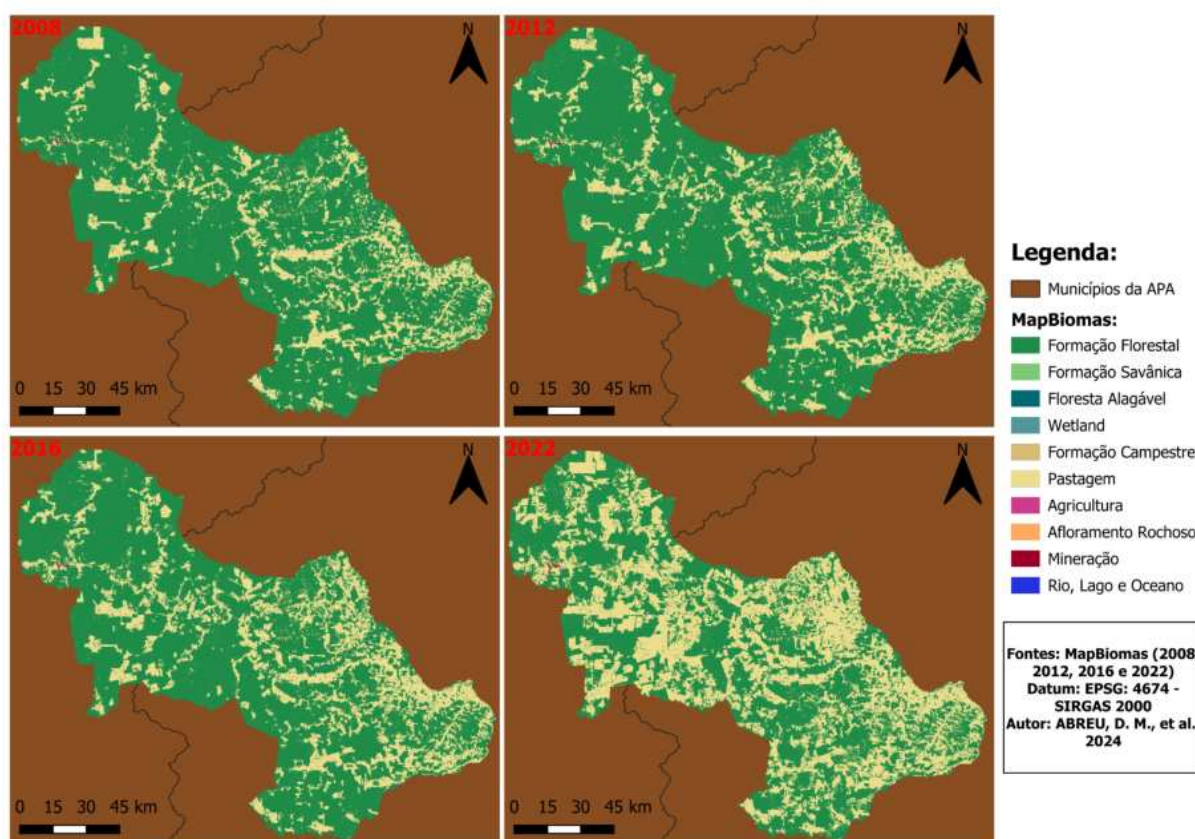 2008
N
0 15 30 45 km
2012
N
0 15 30 45 km
2016
N
0 15 30 45 km
2022
N
0 15 30 45 km
Legenda:
Municípios da APA
MapBiomas:
Formação Florestal
Formação Savânica
Floresta Alagável
Wetland
Formação Campestre
Pastagem
Agricultura
Afloramento Rochoso
Mineração
Rio, Lago e Oceano
Fontes: MapBiomas (2008
2012, 2016 e 2022)
Datum: EPSG: 4674 -
SIRGAS 2000
Autor: ABREU, D. M., et al.
2024